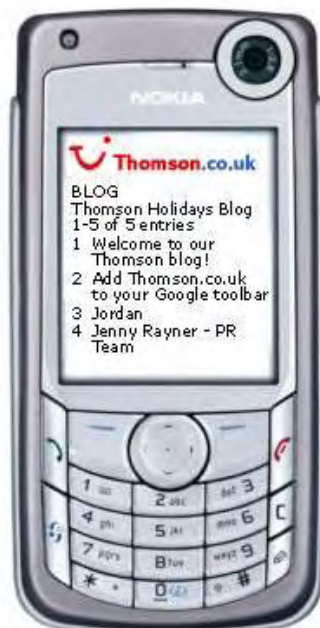 NOKIA
Thomson.co.uk
BLOG
Thomson Holidays Blog
1-5 of 5 entries
1 Welcome to our
Thomson blog!
2 Add Thomson.co.uk
to your Google toolbar
3 Jordan
4 Jenny Rayner - PR
Team
1
2 abc
def 3
4 ghi
5 jkl
mno 6
C
7 pqrs
8 tuv
wxyz 9
*
0
#